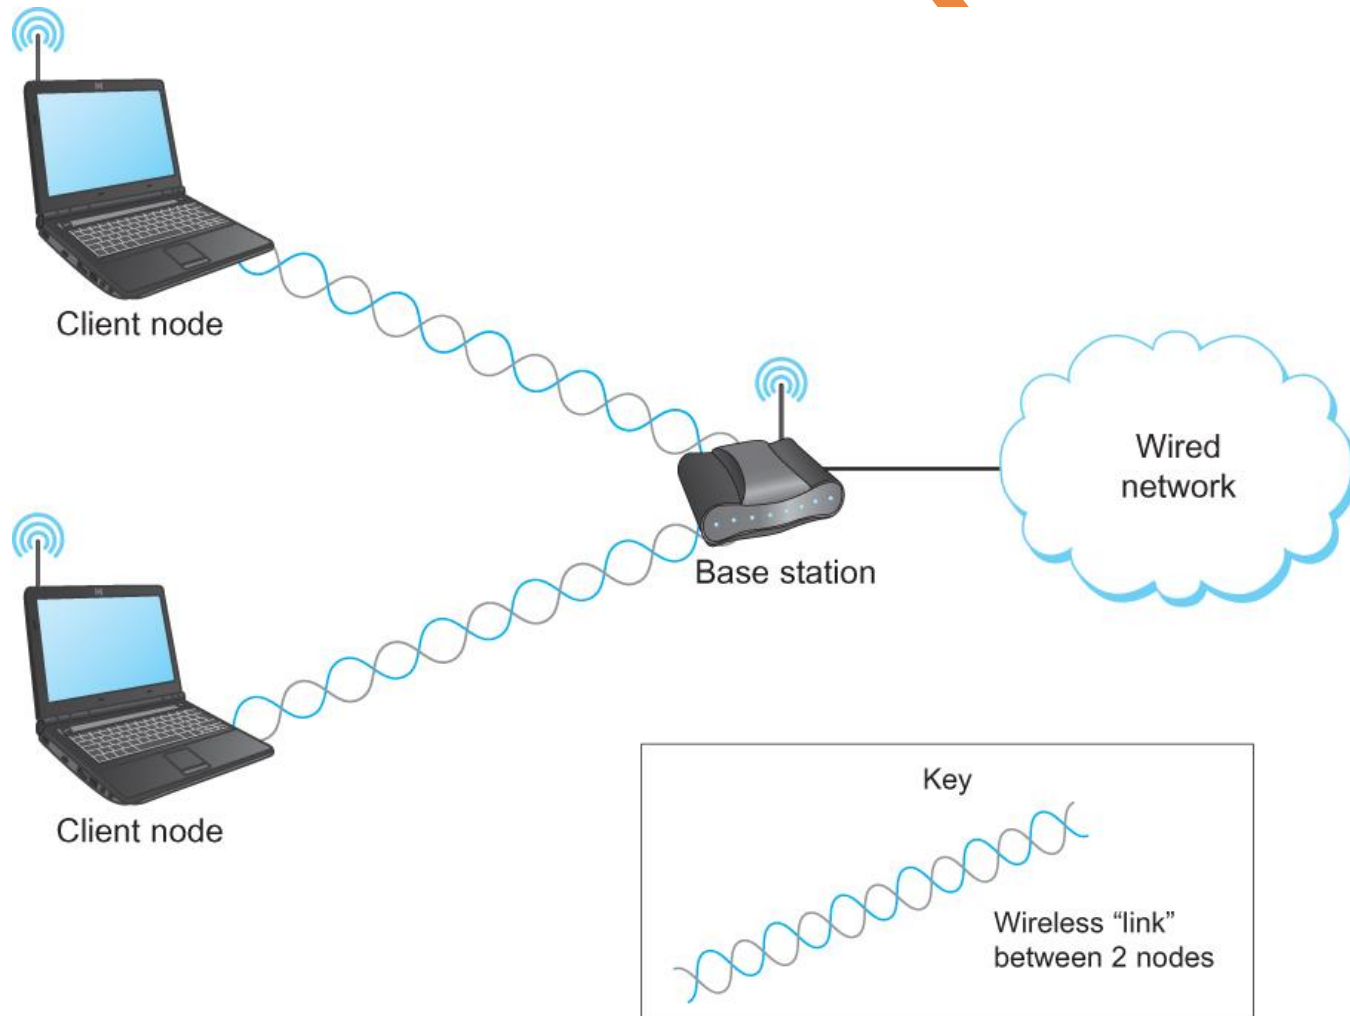 Client node
Wired
network
Base station
Client node
Key
Wireless “link”
between 2 nodes